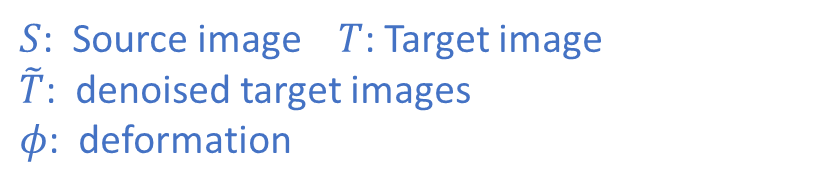 S: Source image T: Target image
T̃: denoised target images
ϕ: deformation